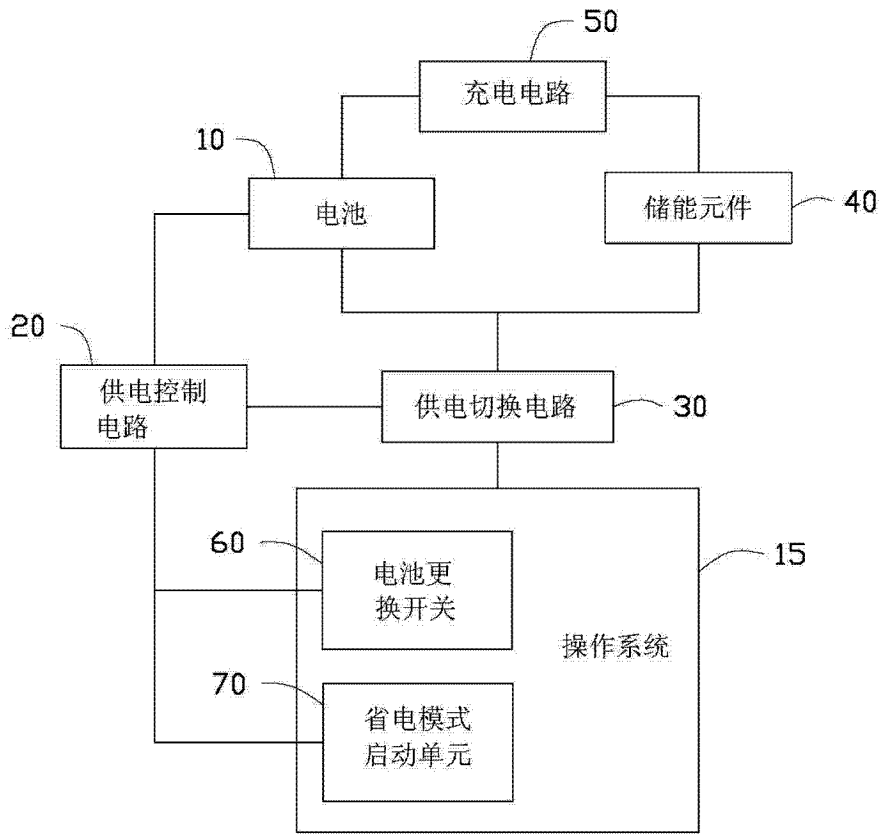 50
充电电路
10
电池
储能元件
40
20
供电控制
电路
供电切换电路
30
60
电池更
换开关
15
操作系统
70
省电模式
启动单元